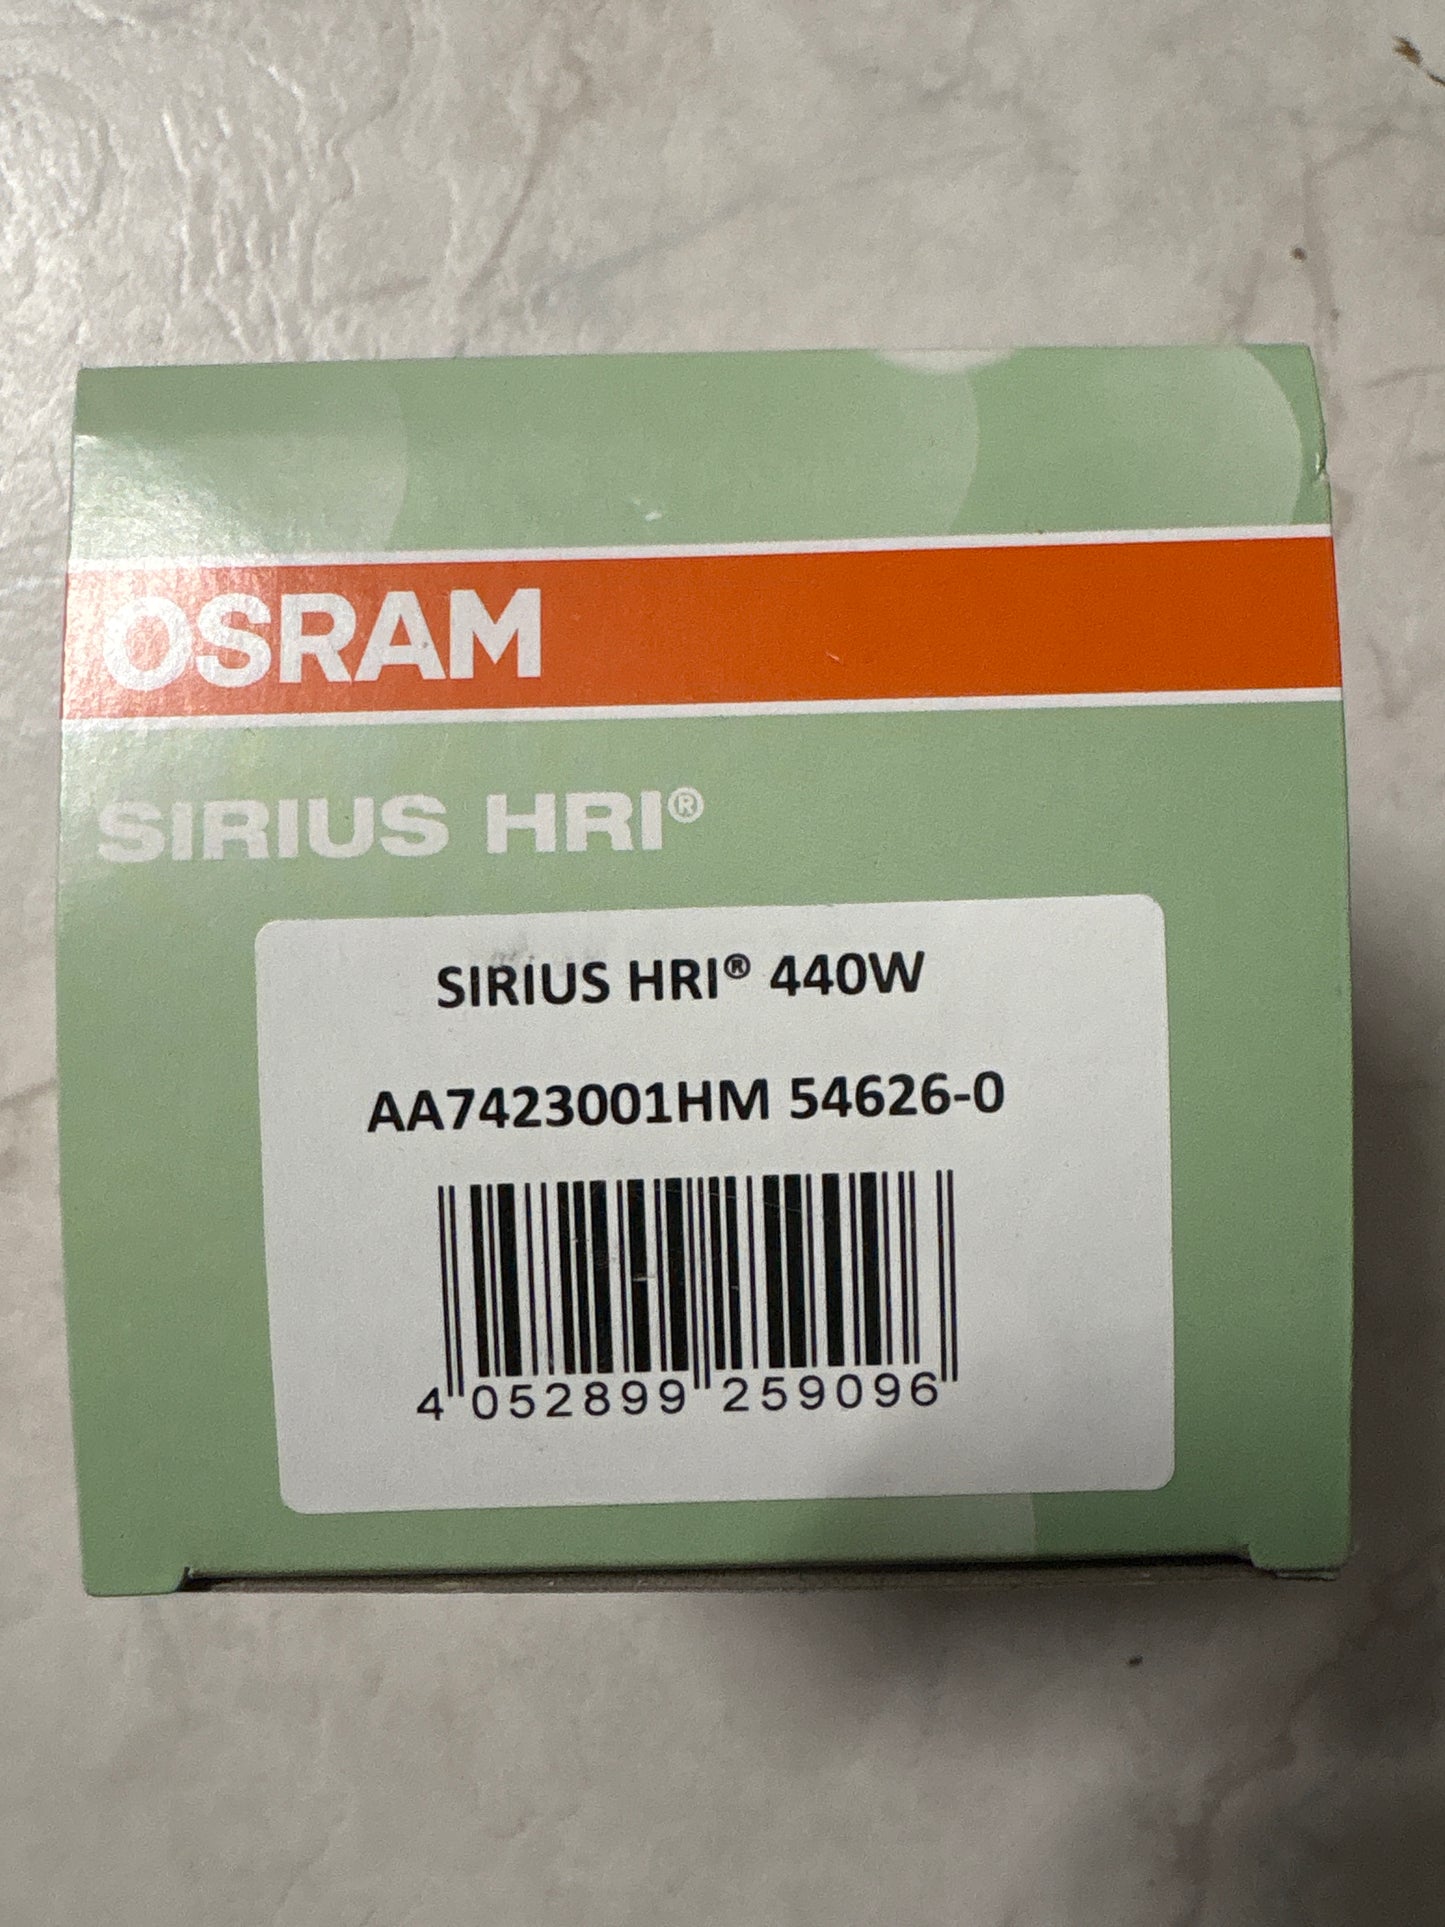 OSRAM
SIRIUS HRI®
SIRIUS HRI® 440W
AA7423001HM 54626-0
4 052899 259096